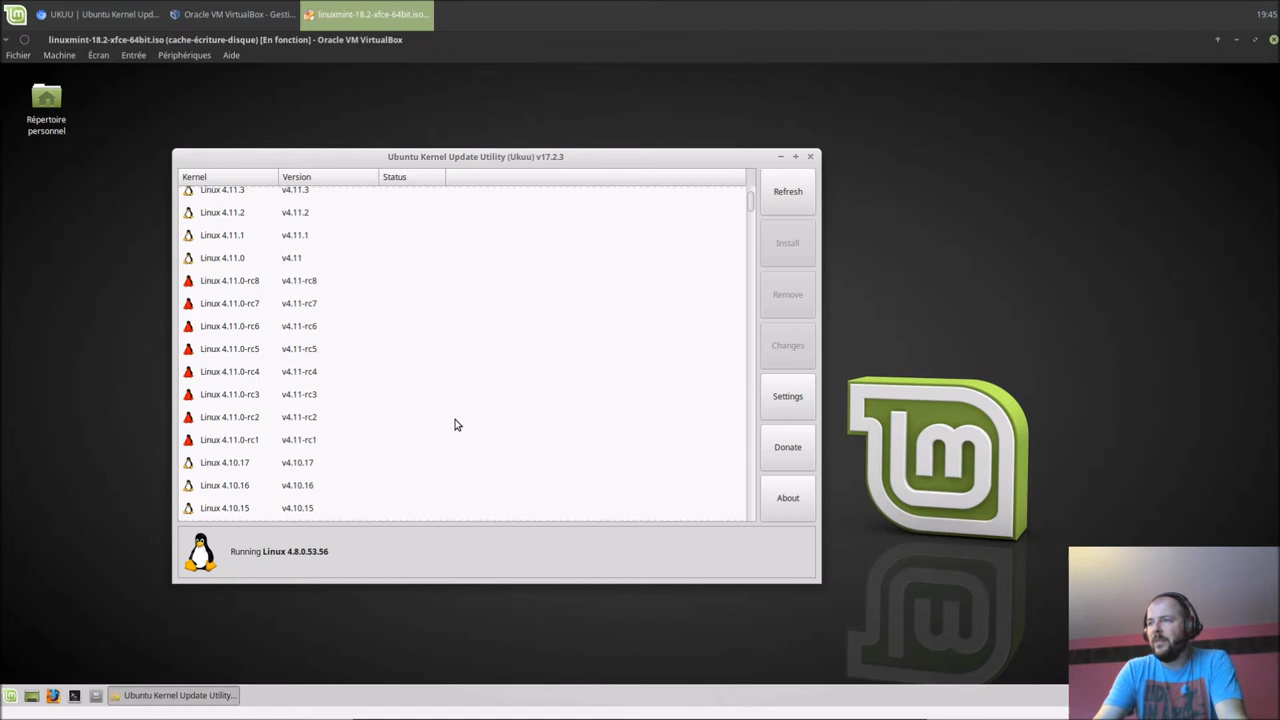 UKUU | Ubuntu Kernel Upd... Oracle VM VirtualBox - Gesti... linuxmint-18.2-xfce-64bit.iso... 19:45
linuxmint-18.2-xfce-64bit.iso (cache-écriture-disque) [En fonction] - Oracle VM VirtualBox
Fichier Machine Écran Entrée Périphériques Aide
Répertoire
personnel
Ubuntu Kernel Update Utility (Ukuu) v17.2.3
Kernel Version Status
Linux 4.11.3 v4.11.3
Linux 4.11.2 v4.11.2
Linux 4.11.1 v4.11.1
Linux 4.11.0 v4.11
Linux 4.11.0-rc8 v4.11-rc8
Linux 4.11.0-rc7 v4.11-rc7
Linux 4.11.0-rc6 v4.11-rc6
Linux 4.11.0-rc5 v4.11-rc5
Linux 4.11.0-rc4 v4.11-rc4
Linux 4.11.0-rc3 v4.11-rc3
Linux 4.11.0-rc2 v4.11-rc2
Linux 4.11.0-rc1 v4.11-rc1
Linux 4.10.17 v4.10.17
Linux 4.10.16 v4.10.16
Linux 4.10.15 v4.10.15
Refresh
Install
Remove
Changes
Settings
Donate
About
Running Linux 4.8.0.53.56
Ubuntu Kernel Update Utility...